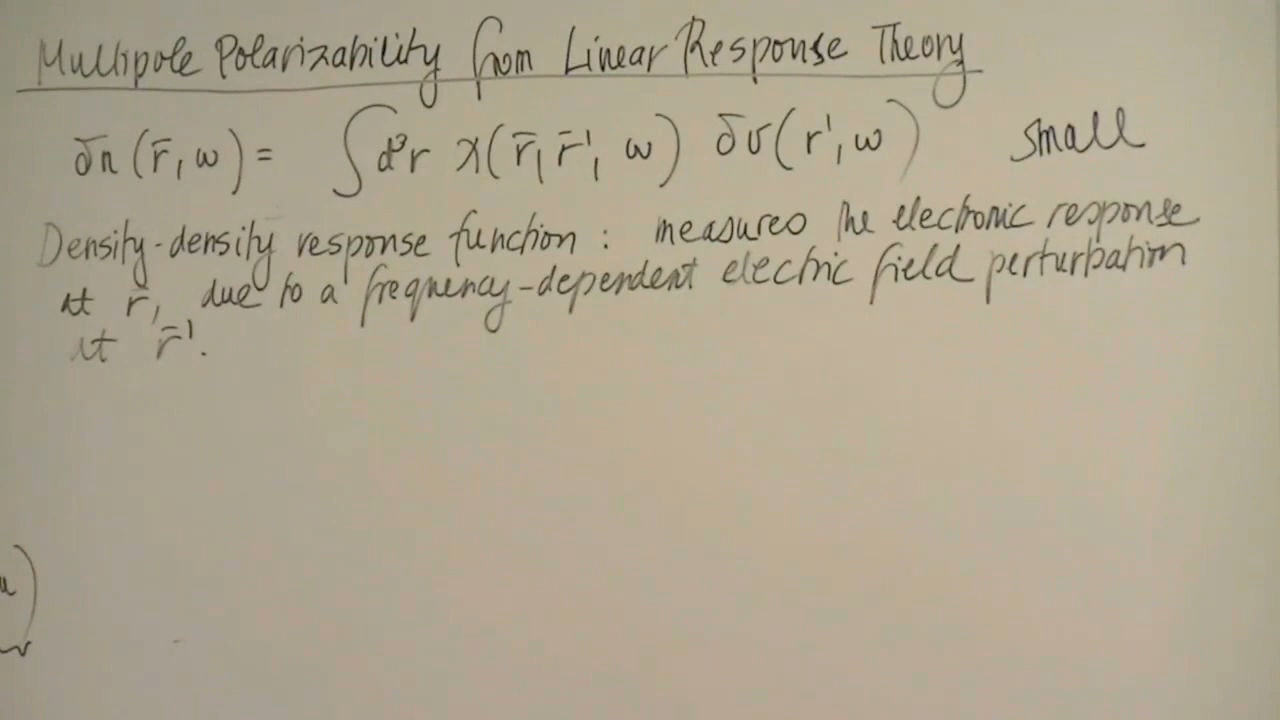 Multipole Polarizability from Linear Response Theory
δn(r̄, ω) = ∫d³r χ(r̄, r̄', ω) δv(r', ω) small
Density-density response function : measures the electronic response
at r, due to a frequency-dependent electric field perturbation
at r̄'.